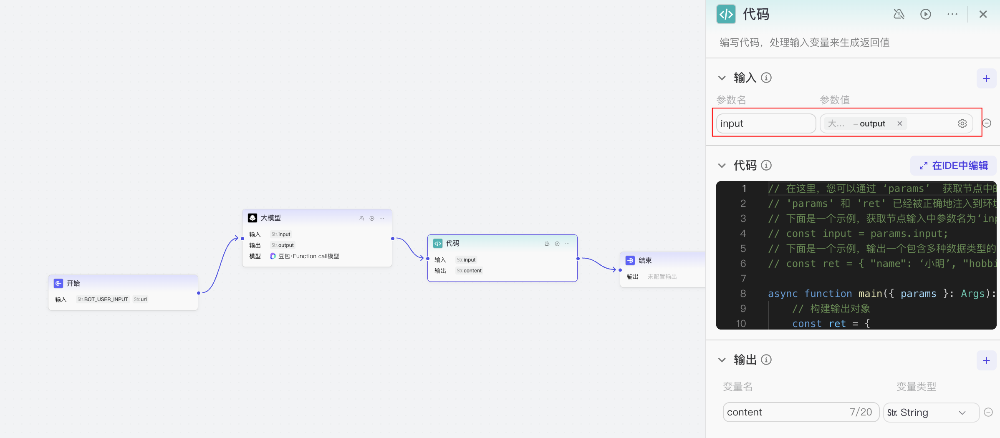 开始
输入 Str. BOT_USER_INPUT Str. url
大模型
输入 Str. input
输出 Str. output
模型 豆包·Function call模型
代码
输入 Str. input
输出 Str. content
结束
输出 未配置输出
代码
编写代码，处理输入变量来生成返回值
输入
参数名 参数值
input 大... – output
代码 在IDE中编辑
1 // 在这里，您可以通过 ‘params’ 获取节点中的
2 // 'params' 和 'ret' 已经被正确地注入到环境
3 // 下面是一个示例，获取节点输入中参数名为‘inp
4 // const input = params.input;
5 // 下面是一个示例，输出一个包含多种数据类型的
6 // const ret = { "name": ‘小明’, "hobbi
7
8 async function main({ params }: Args):
9 // 构建输出对象
10 const ret = {
输出
变量名 变量类型
content 7/20 Str. String